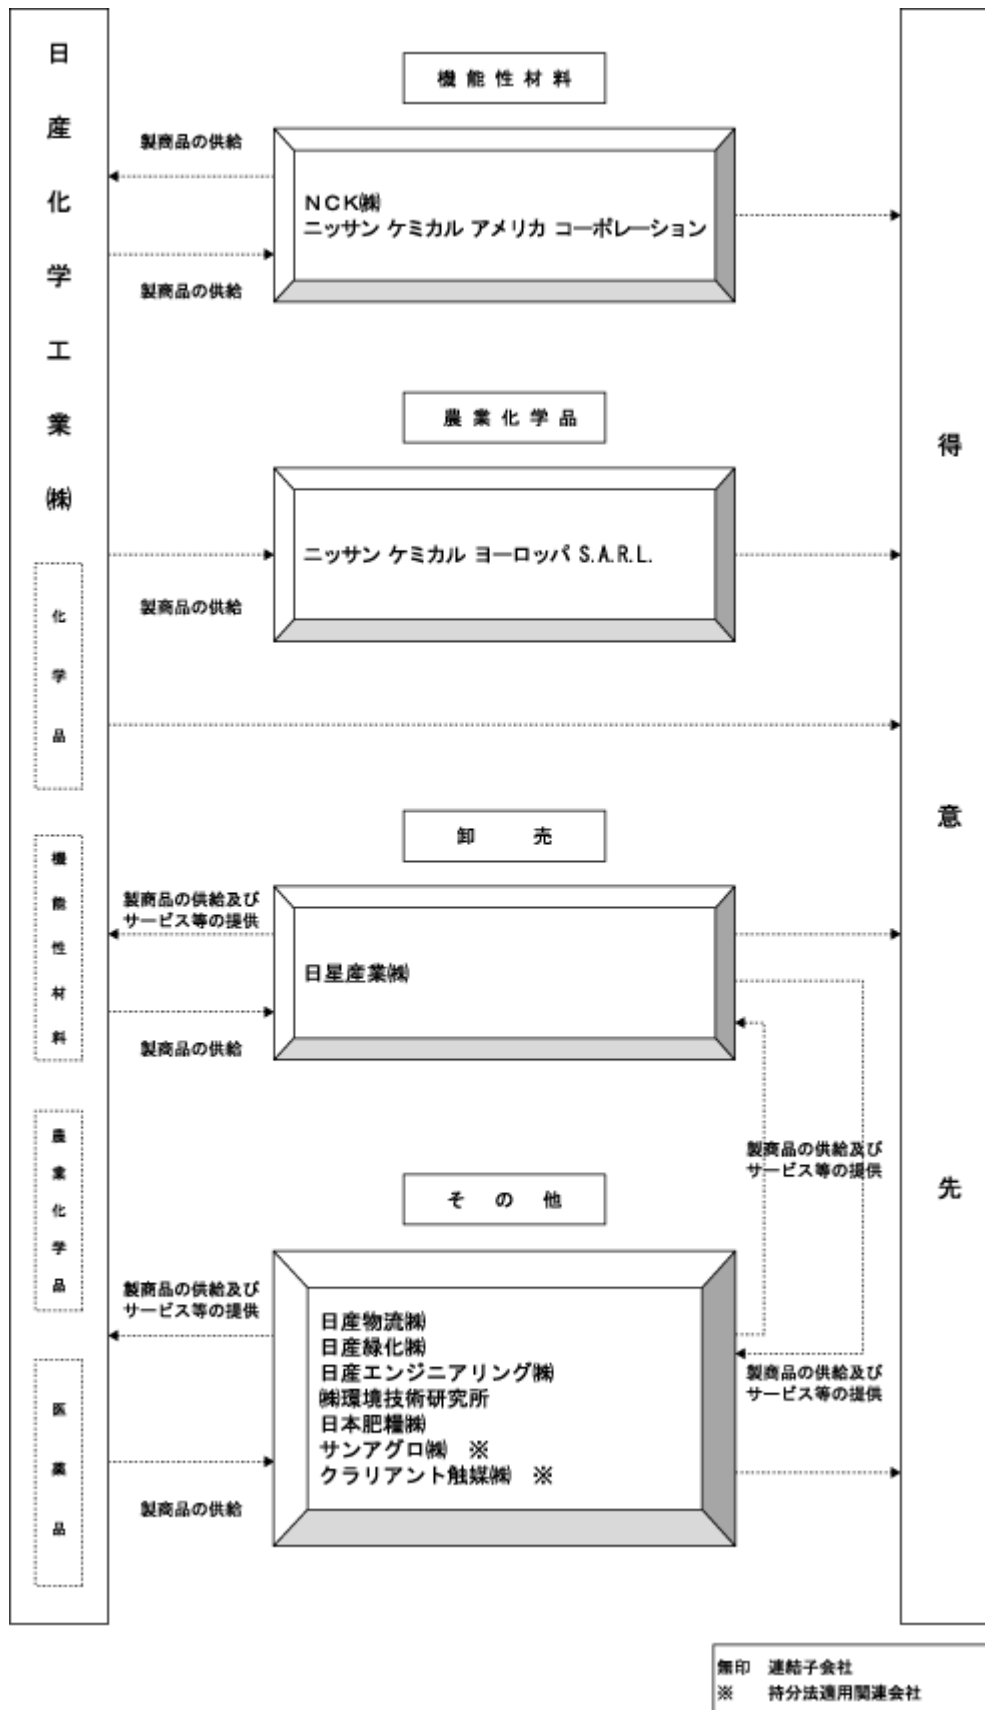 日産化学工業㈱
化学品
機能性材料
農業化学品
医薬品
機能性材料
製商品の供給
NCK㈱
ニッサン ケミカル アメリカ コーポレーション
製商品の供給
農業化学品
ニッサン ケミカル ヨーロッパ S.A.R.L.
製商品の供給
卸売
製商品の供給及び
サービス等の提供
日星産業㈱
製商品の供給
製商品の供給及び
サービス等の提供
その他
製商品の供給及び
サービス等の提供
日産物流㈱
日産緑化㈱
日産エンジニアリング㈱
㈱環境技術研究所
日本肥糧㈱
サンアグロ㈱ ※
クラリアント触媒㈱ ※
製商品の供給及び
サービス等の提供
製商品の供給
得意先
無印 連結子会社
※ 持分法適用関連会社